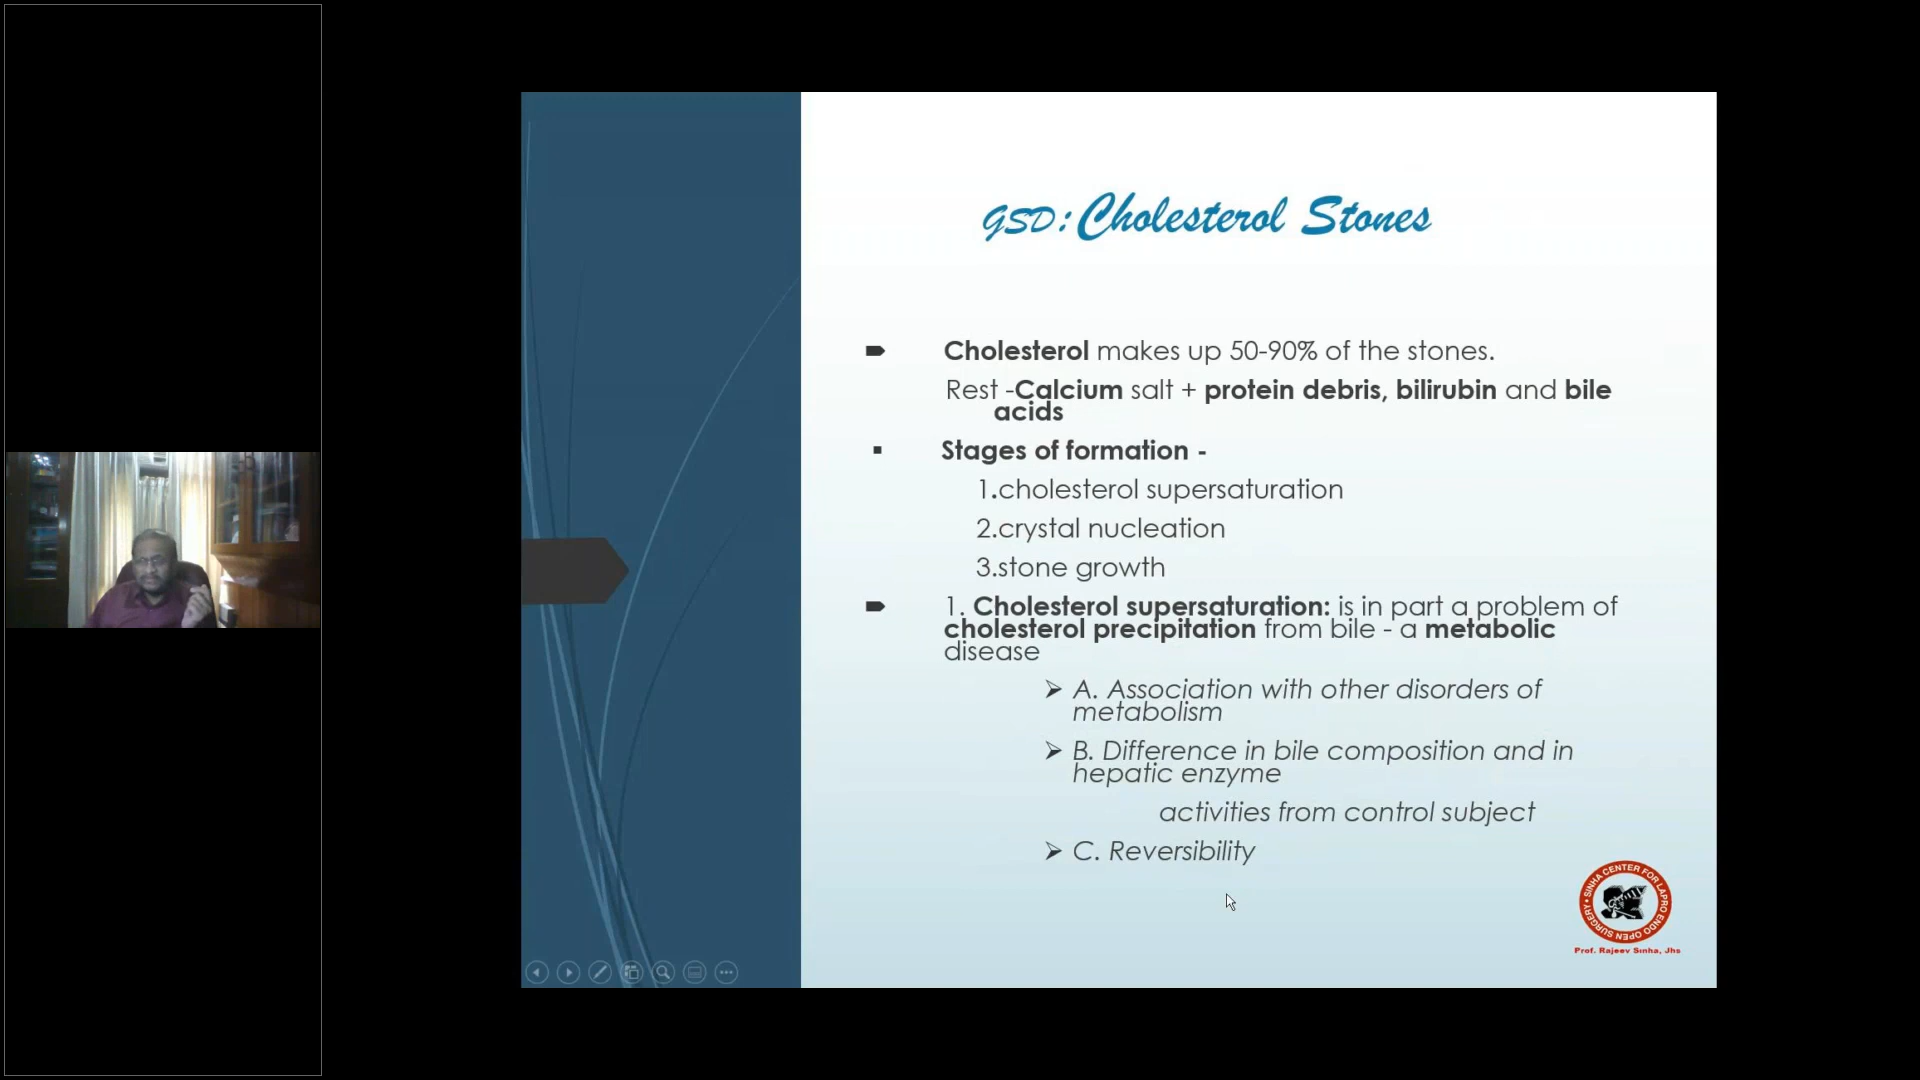 GSD: Cholesterol Stones
Cholesterol makes up 50-90% of the stones.
Rest -Calcium salt + protein debris, bilirubin and bile
acids
Stages of formation -
1.cholesterol supersaturation
2.crystal nucleation
3.stone growth
1. Cholesterol supersaturation: is in part a problem of
cholesterol precipitation from bile - a metabolic
disease
A. Association with other disorders of
metabolism
B. Difference in bile composition and in
hepatic enzyme
activities from control subject
C. Reversibility
SINHA CENTER FOR LAPRO ENDO OPEN SURGERY
Prof. Rajeev Sinha, Jhs